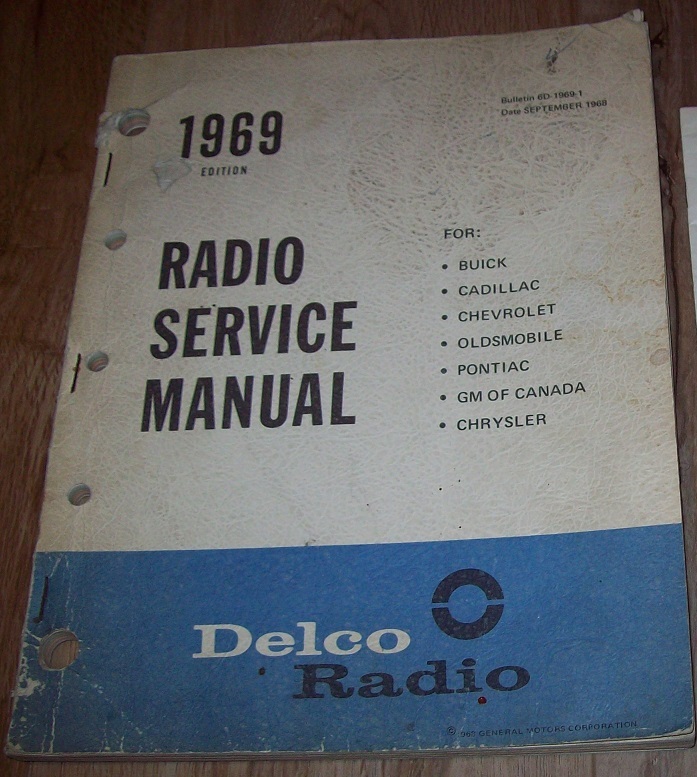 Bulletin 6D-1969-1
Date SEPTEMBER 1968
1969
EDITION
RADIO
SERVICE
MANUAL
FOR:
• BUICK
• CADILLAC
• CHEVROLET
• OLDSMOBILE
• PONTIAC
• GM OF CANADA
• CHRYSLER
Delco
Radio
© GENERAL MOTORS CORPORATION